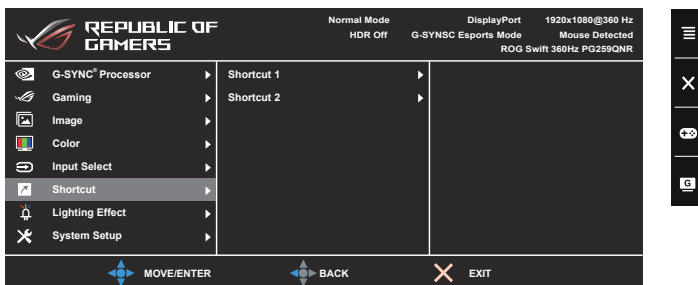 REPUBLIC OF
GAMERS
Normal Mode
HDR Off
DisplayPort
G-SYNSC Esports Mode
1920x1080@360 Hz
Mouse Detected
ROG Swift 360Hz PG259QNR
G-SYNC® Processor
Gaming
Image
Color
Input Select
Shortcut
Lighting Effect
System Setup
Shortcut 1
Shortcut 2
MOVE/ENTER
BACK
EXIT
G